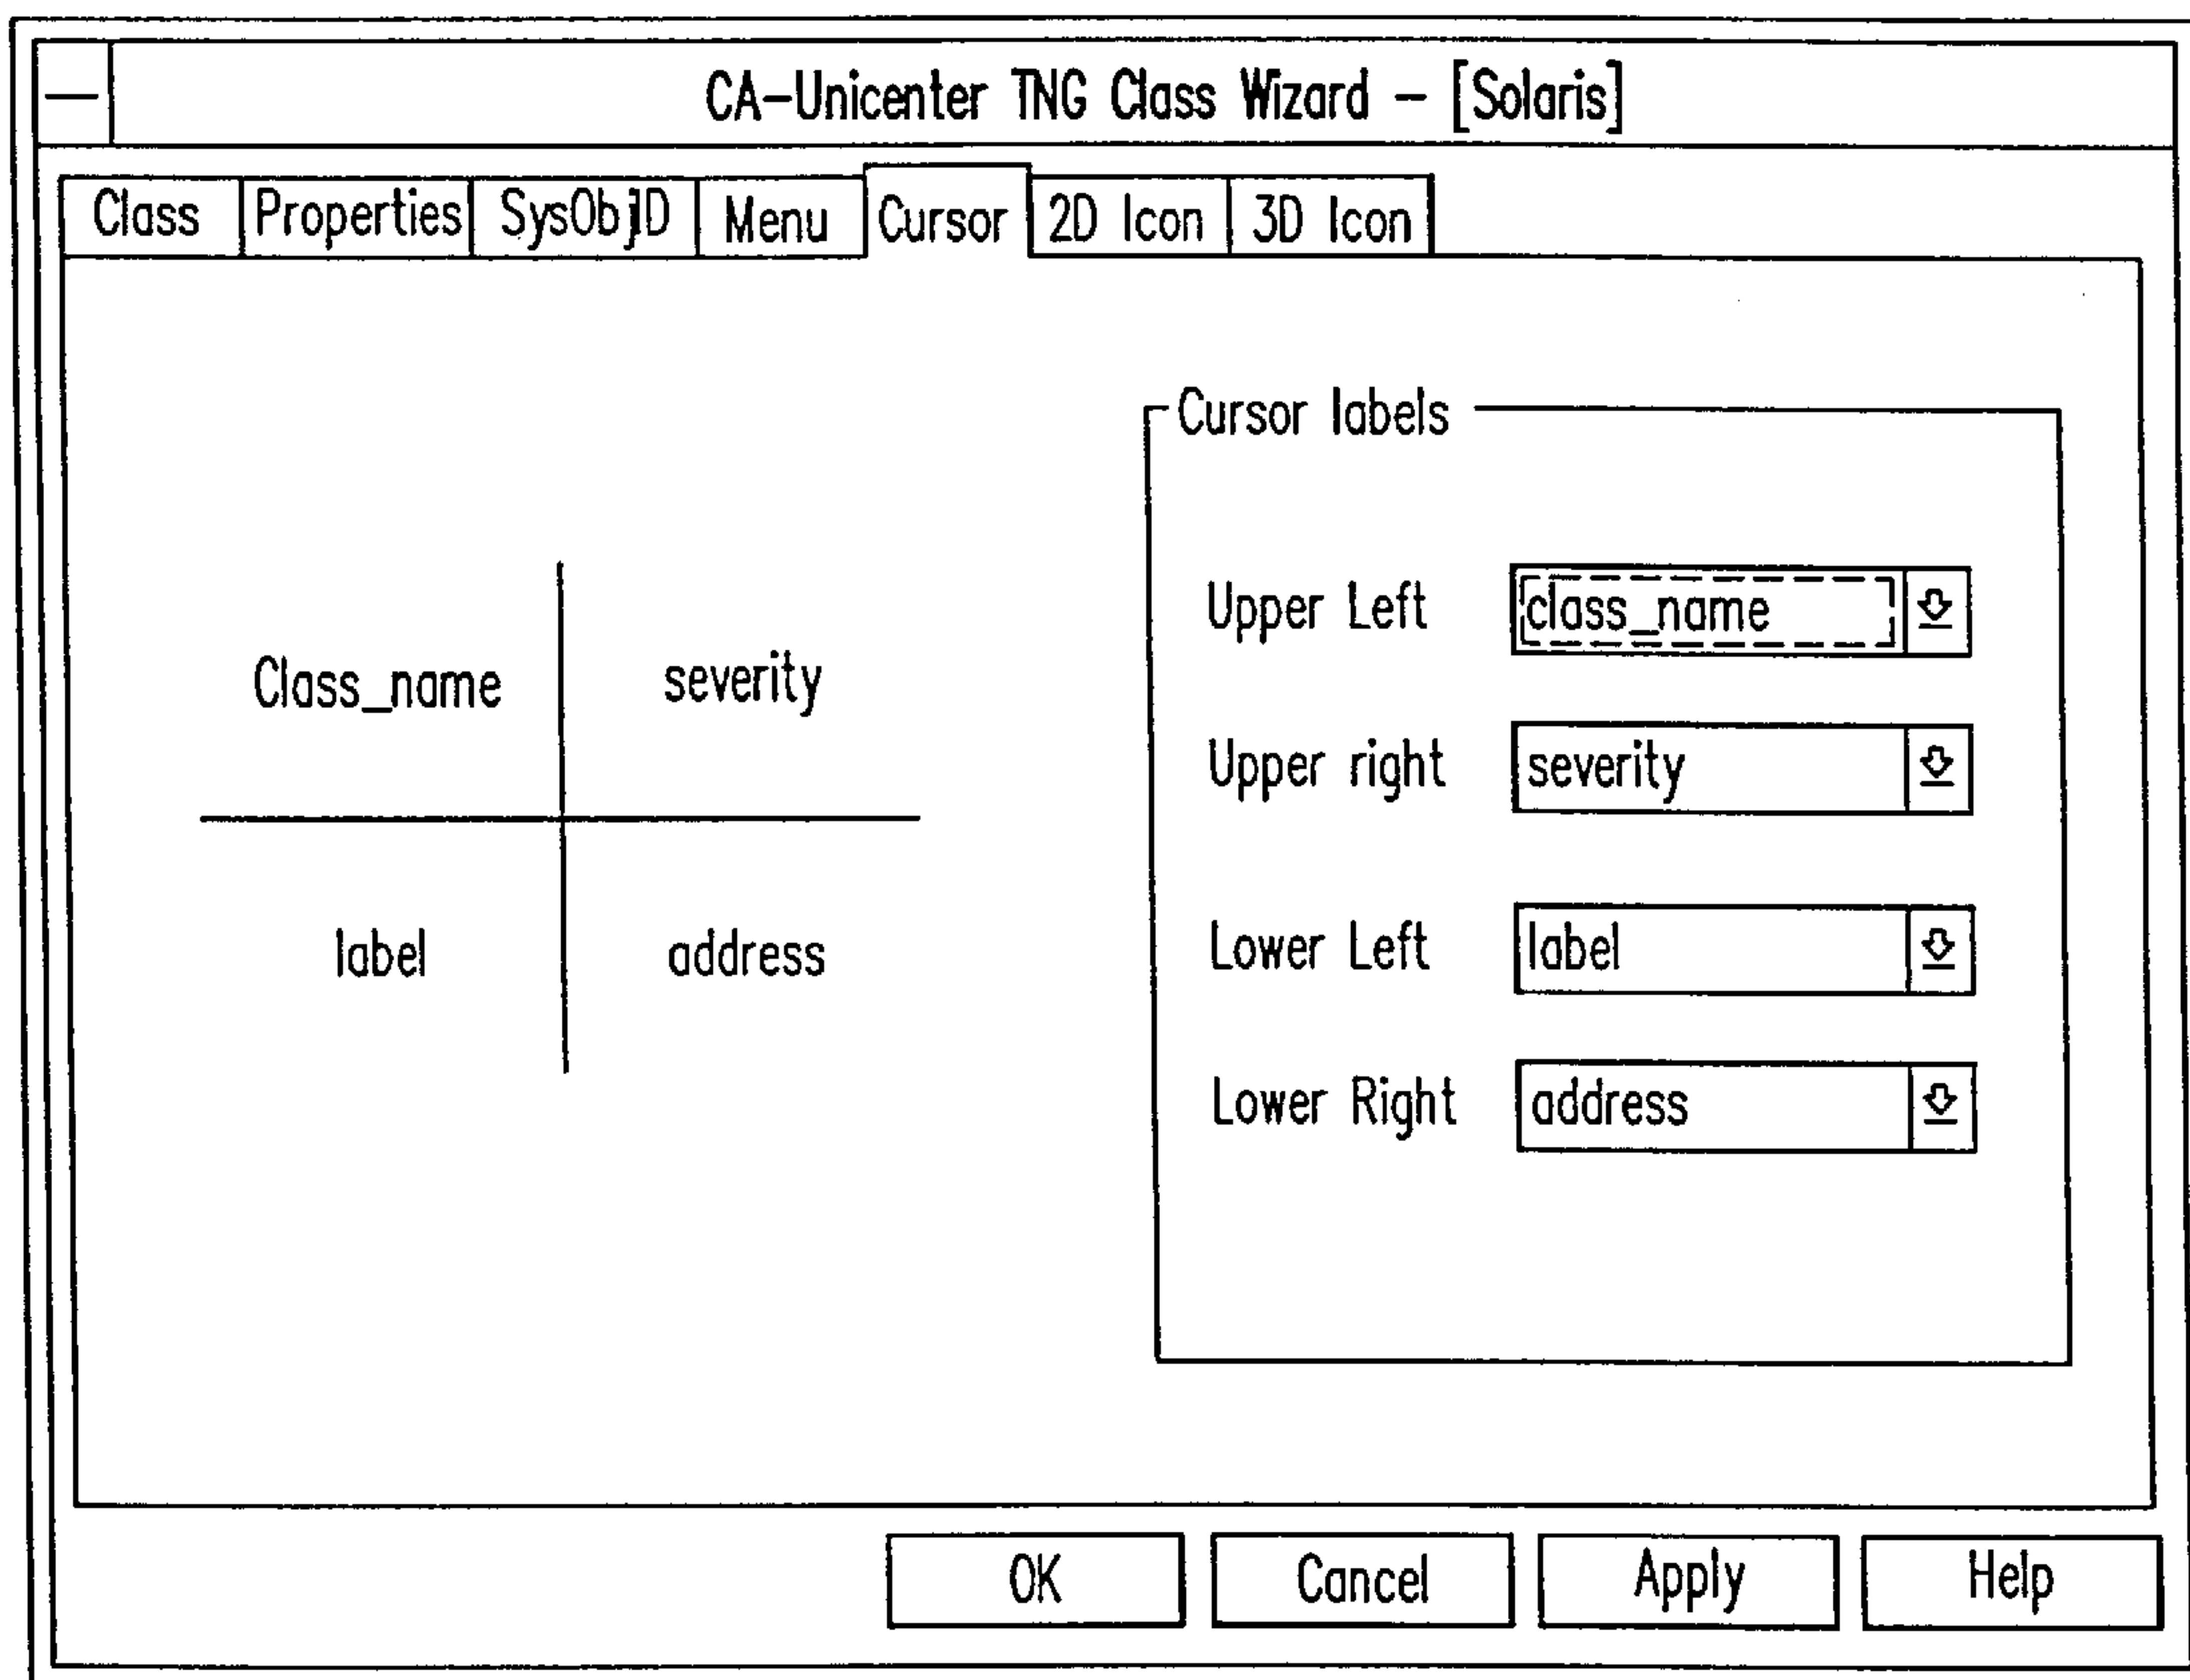 CA-Unicenter TNG Class Wizard – [Solaris]
Class Properties SysObjID Menu Cursor 2D Icon 3D Icon
Class_name severity
label address
Cursor labels
Upper Left class_name
Upper right severity
Lower Left label
Lower Right address
OK Cancel Apply Help